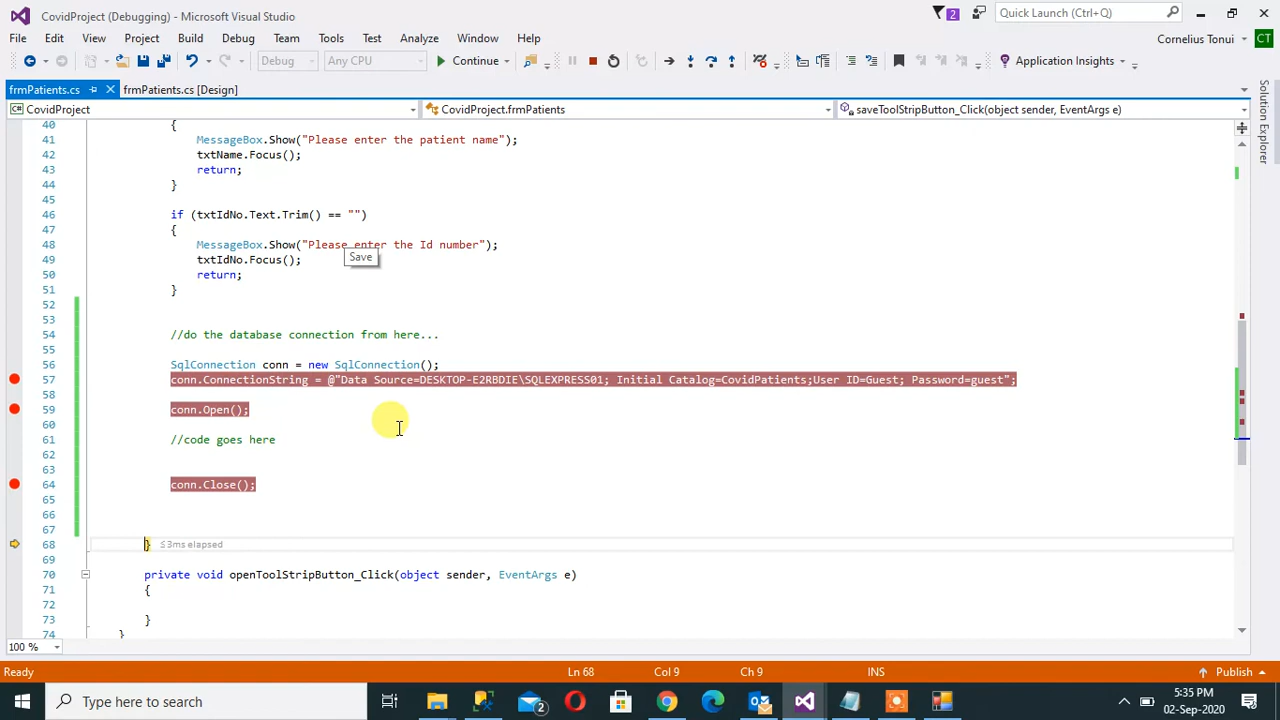 CovidProject (Debugging) - Microsoft Visual Studio
2
Quick Launch (Ctrl+Q)
File Edit View Project Build Debug Team Tools Test Analyze Window Help
Cornelius Tonui CT
Debug Any CPU Continue Application Insights
frmPatients.cs frmPatients.cs [Design]
Solution Explorer
CovidProject CovidProject.frmPatients saveToolStripButton_Click(object sender, EventArgs e)
40 {
41 MessageBox.Show("Please enter the patient name");
42 txtName.Focus();
43 return;
44 }
45
46 if (txtIdNo.Text.Trim() == "")
47 {
48 MessageBox.Show("Please enter the Id number");
Save
49 txtIdNo.Focus();
50 return;
51 }
52
53
54 //do the database connection from here...
55
56 SqlConnection conn = new SqlConnection();
57 conn.ConnectionString = @"Data Source=DESKTOP-E2RBDIE\SQLEXPRESS01; Initial Catalog=CovidPatients;User ID=Guest; Password=guest";
58
59 conn.Open();
60
61 //code goes here
62
63
64 conn.Close();
65
66
67
68 } ≤3ms elapsed
69
70 private void openToolStripButton_Click(object sender, EventArgs e)
71 {
72
73 }
74 }
100 %
Ready Ln 68 Col 9 Ch 9 INS Publish
Type here to search 2 5:35 PM
02-Sep-2020